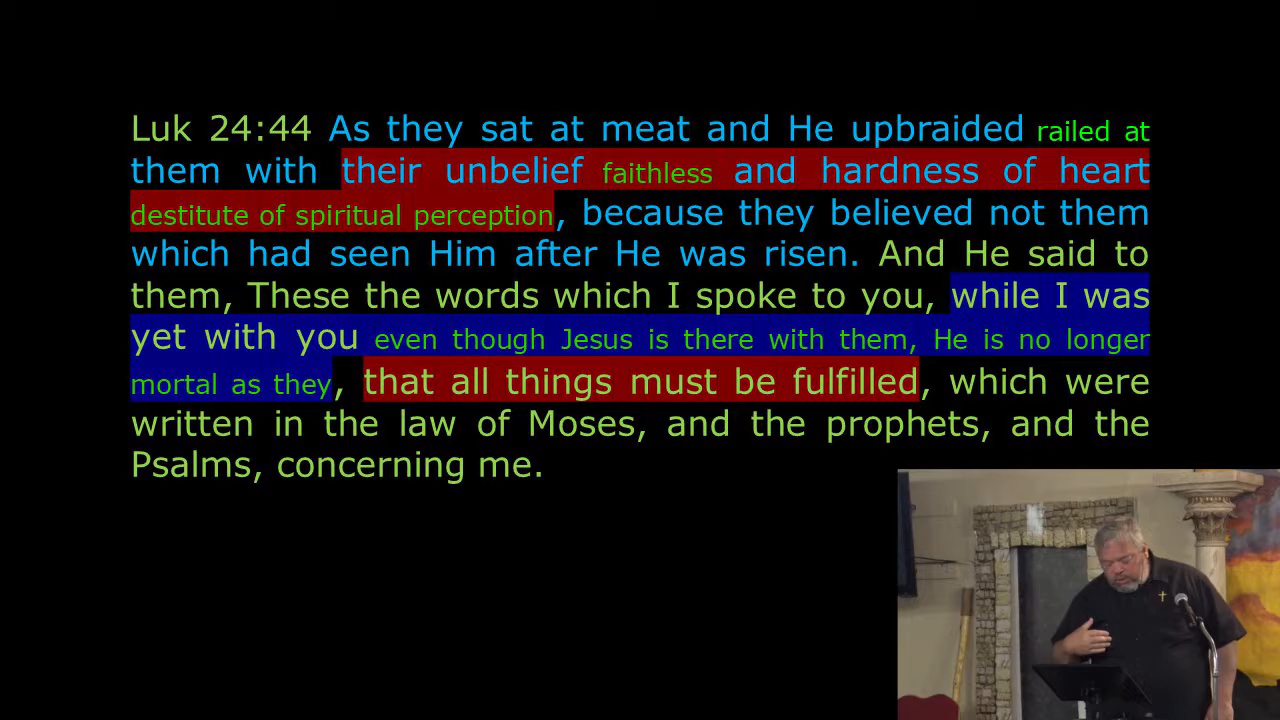 Luk 24:44 As they sat at meat and He upbraided railed at
them with their unbelief faithless and hardness of heart
destitute of spiritual perception, because they believed not them
which had seen Him after He was risen. And He said to
them, These the words which I spoke to you, while I was
yet with you even though Jesus is there with them, He is no longer
mortal as they, that all things must be fulfilled, which were
written in the law of Moses, and the prophets, and the
Psalms, concerning me.